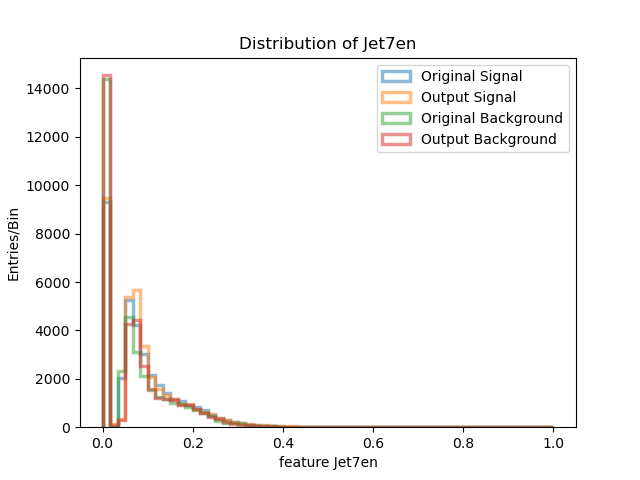 Distribution of Jet7en
Original Signal
Output Signal
Original Background
Output Background
Entries/Bin
14000
12000
10000
8000
6000
4000
2000
0
0.0 0.2 0.4 0.6 0.8 1.0
feature Jet7en